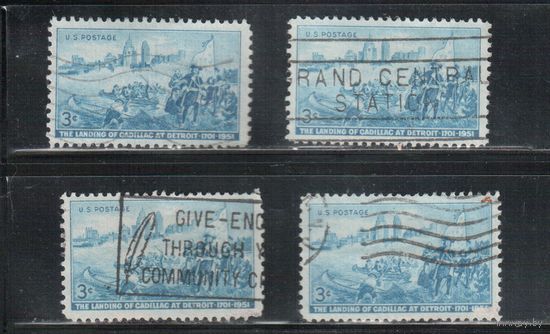 U.S. POSTAGE
3¢
THE LANDING OF CADILLAC AT DETROIT·1701·1951
U.S. POSTAGE
RAND CENTRAL
STATION
3¢
THE LANDING OF CADILLAC AT DETROIT·1701·1951
U.S. POSTAGE
GIVE-ENO
THROUGH Y
COMMUNITY C
3¢
THE LANDING OF CADILLAC AT DETROIT·1701·1951
U.S. POSTAGE
3¢
THE LANDING OF CADILLAC AT DETROIT·1701·1951